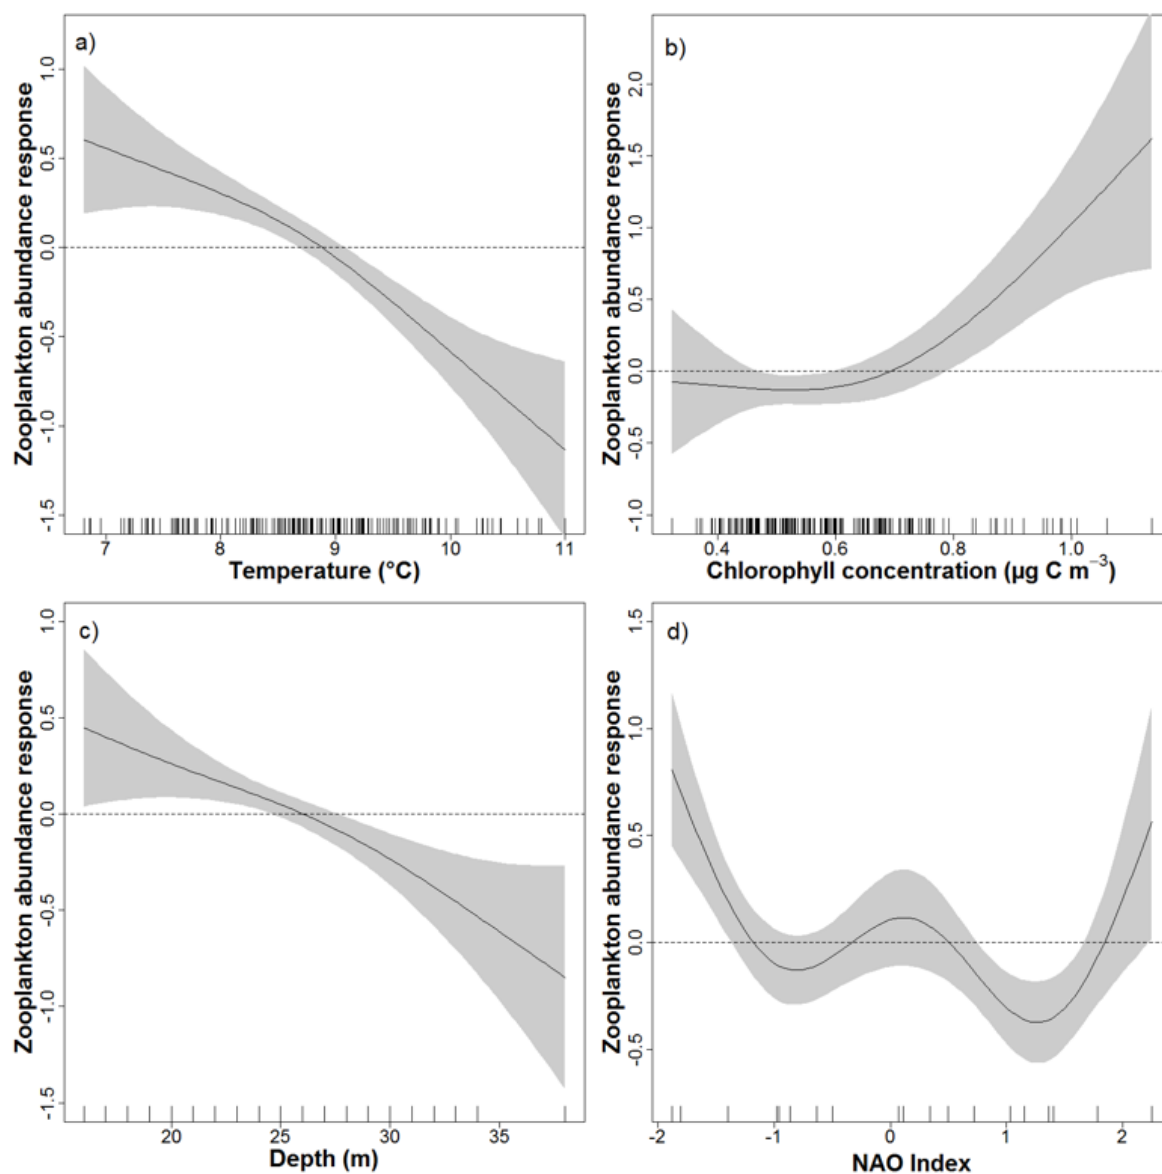 a)
Zooplankton abundance response
1.0
0.5
0.0
-0.5
-1.0
-1.5
7 8 9 10 11
Temperature (°C)
b)
Zooplankton abundance response
2.0
1.5
1.0
0.5
0.0
-0.5
-1.0
0.4 0.6 0.8 1.0
Chlorophyll concentration (µg C m⁻³)
c)
Zooplankton abundance response
1.0
0.5
0.0
-0.5
-1.0
-1.5
20 25 30 35
Depth (m)
d)
Zooplankton abundance response
1.5
1.0
0.5
0.0
-0.5
-2 -1 0 1 2
NAO Index